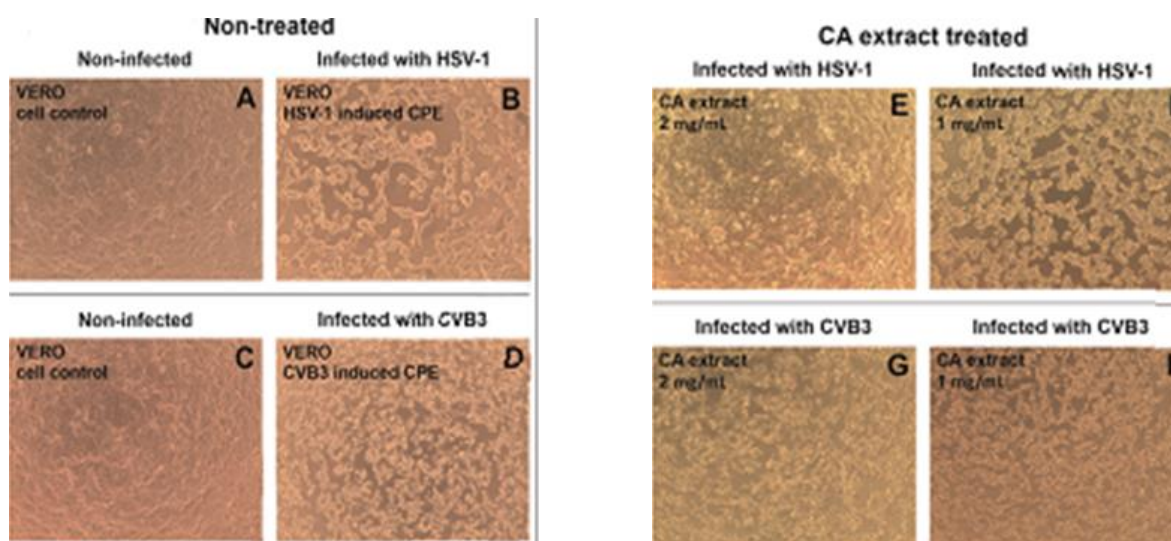 Non-treated
Non-infected
Infected with HSV-1
VERO
cell control
A
VERO
HSV-1 induced CPE
B
Non-infected
Infected with CVB3
VERO
cell control
C
VERO
CVB3 induced CPE
D
CA extract treated
Infected with HSV-1
Infected with HSV-1
CA extract
2 mg/mL
E
CA extract
1 mg/mL
Infected with CVB3
Infected with CVB3
CA extract
2 mg/mL
G
CA extract
1 mg/mL